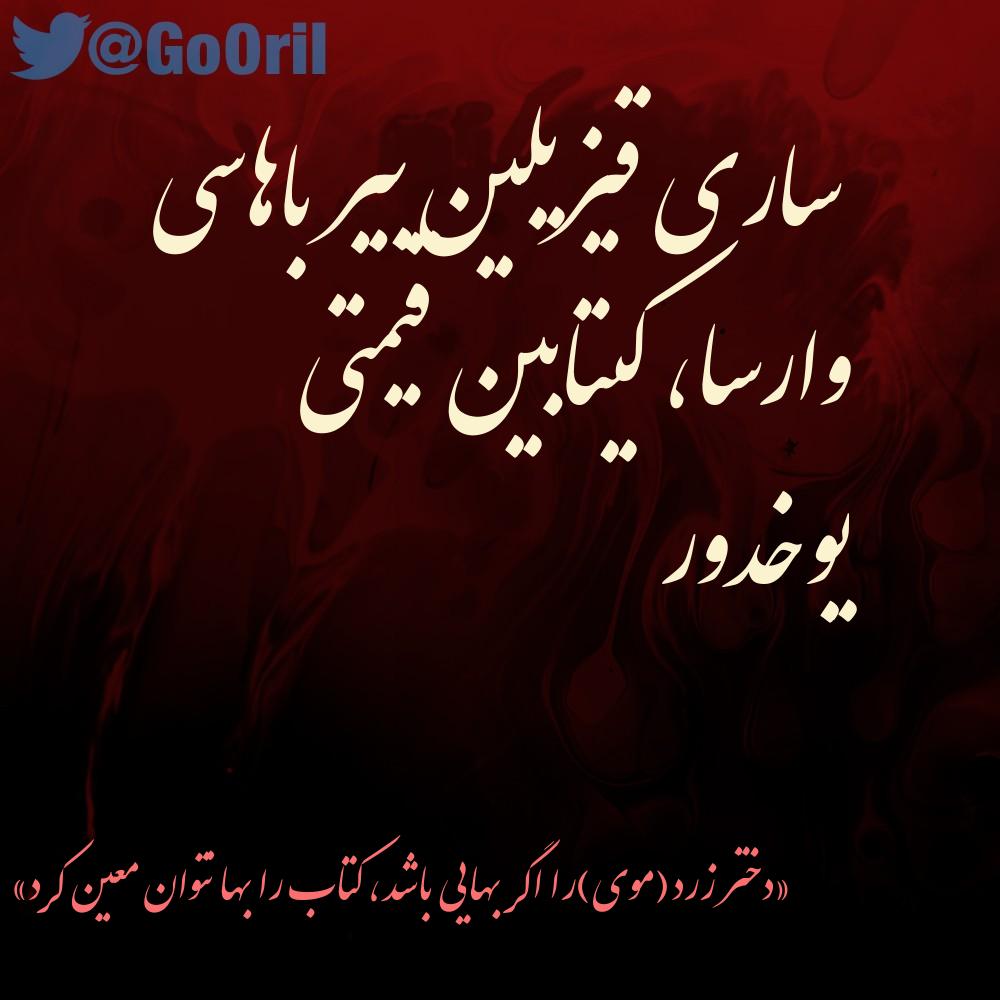 @GoOril
ساری قیزیلین بیر باهاسی
وارسا، کیتابین قیمتی
یوخدور
«دختر زرد (موی) را اگر بهایی باشد، کتاب را بها نتوان معین کرد»